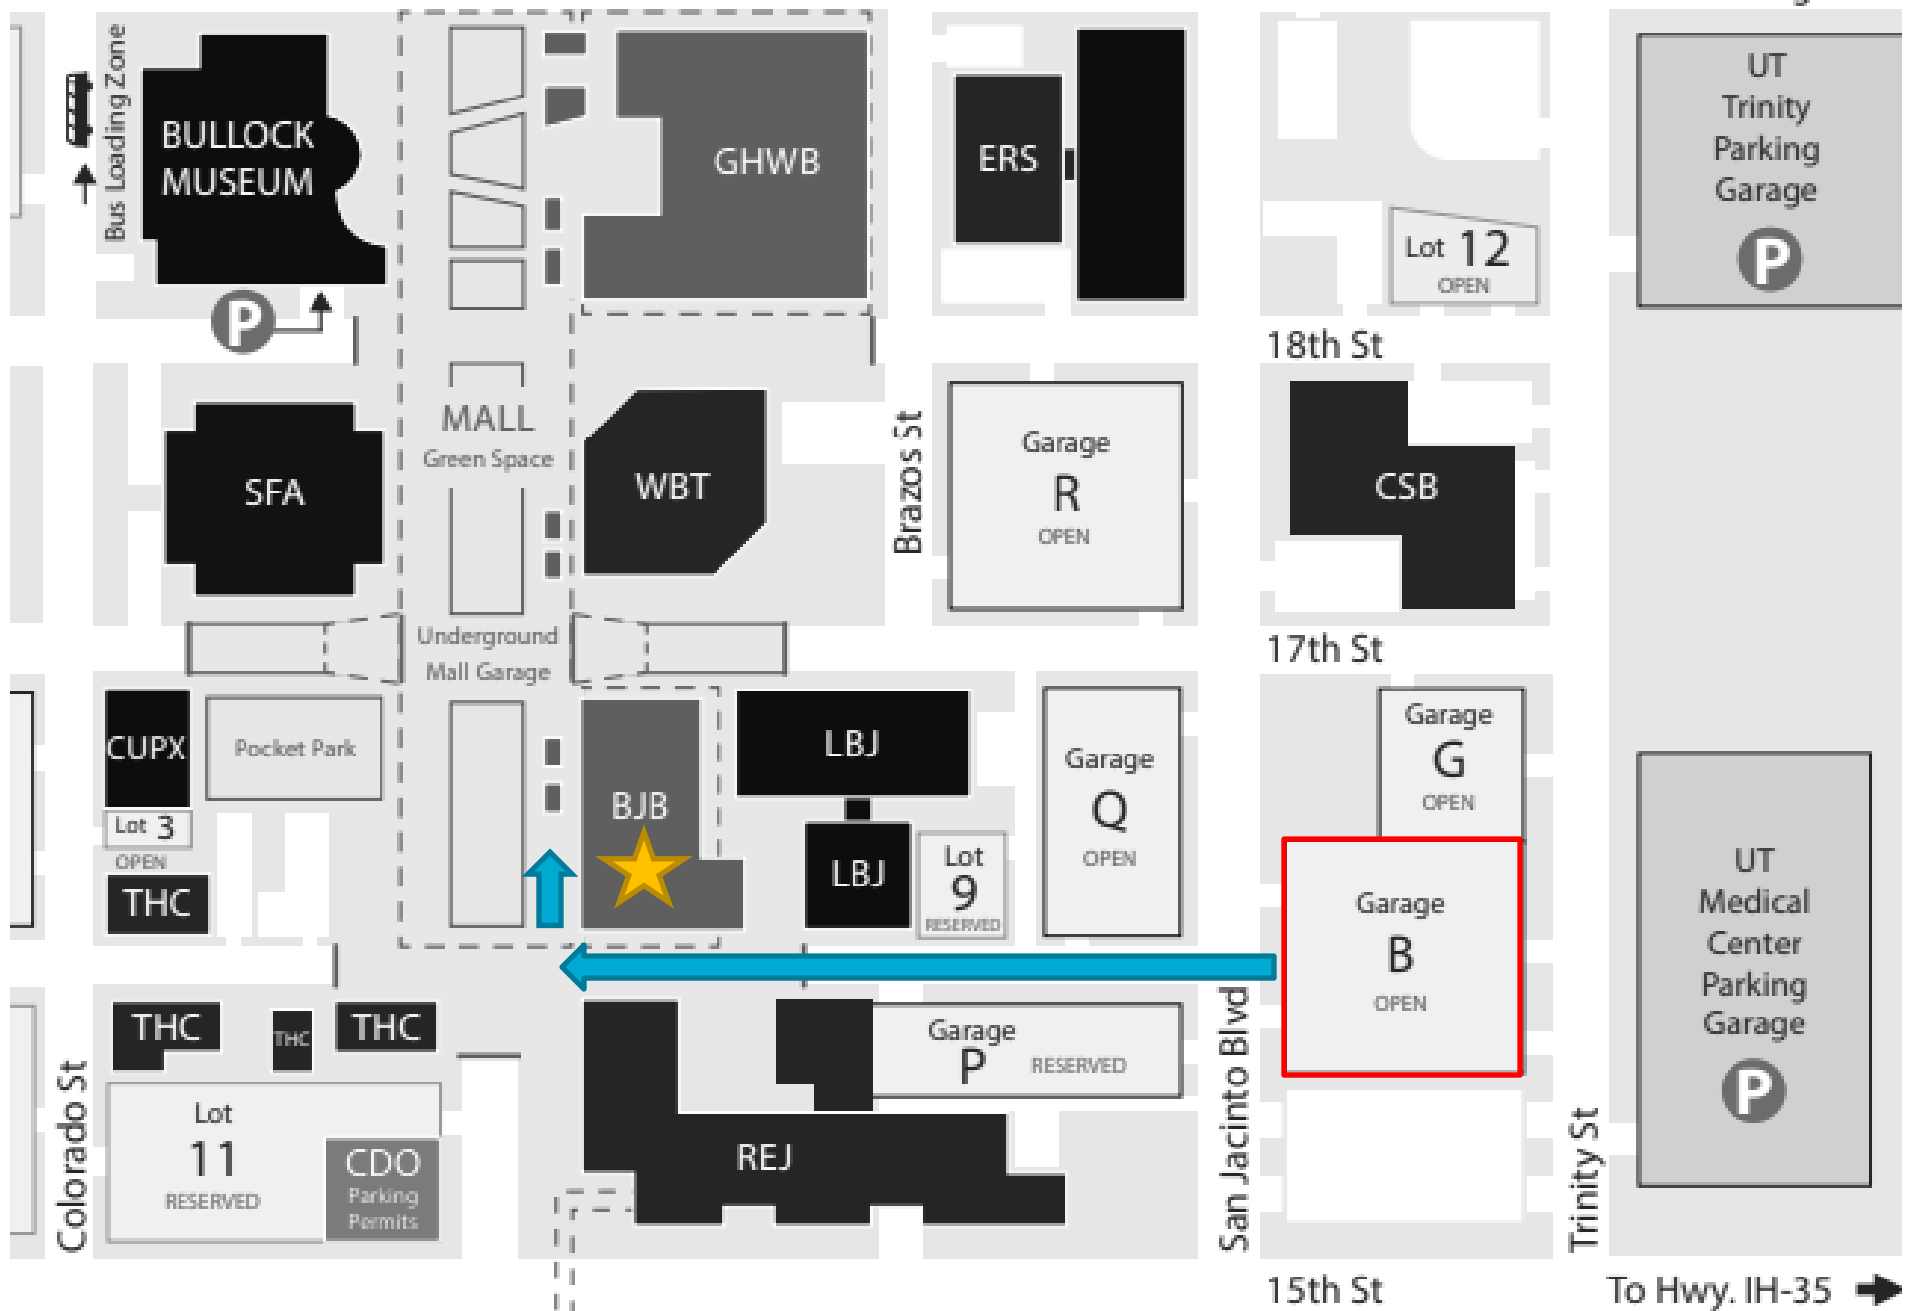 Bus Loading Zone
BULLOCK
MUSEUM
P
GHWB
ERS
Lot 12
OPEN
UT
Trinity
Parking
Garage
P
18th St
SFA
MALL
Green Space
WBT
Brazos St
Garage
R
OPEN
CSB
Underground
Mall Garage
17th St
CUPX
Pocket Park
Lot 3
OPEN
THC
BJB
LBJ
LBJ
Lot
9
RESERVED
Garage
Q
OPEN
Garage
G
OPEN
Garage
B
OPEN
UT
Medical
Center
Parking
Garage
P
THC
THC
THC
Garage
P RESERVED
Colorado St
Lot
11
RESERVED
CDO
Parking
Permits
REJ
San Jacinto Blvd
Trinity St
15th St
To Hwy. IH-35